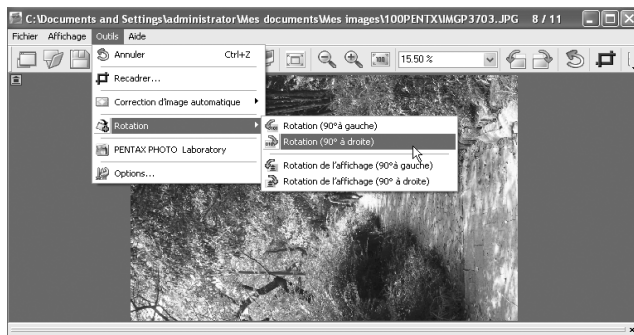 C:\Documents and Settings\administrator\Mes documents\Mes images\100PENTX\IMGP3703.JPG 8 / 11
Fichier Affichage Outils Aide
Annuler Ctrl+Z
15.50 %
Recadrer...
Correction d'image automatique
Rotation
Rotation (90°à gauche)
Rotation (90° à droite)
PENTAX PHOTO Laboratory
Rotation de l'affichage (90°à gauche)
Options...
Rotation de l'affichage (90° à droite)